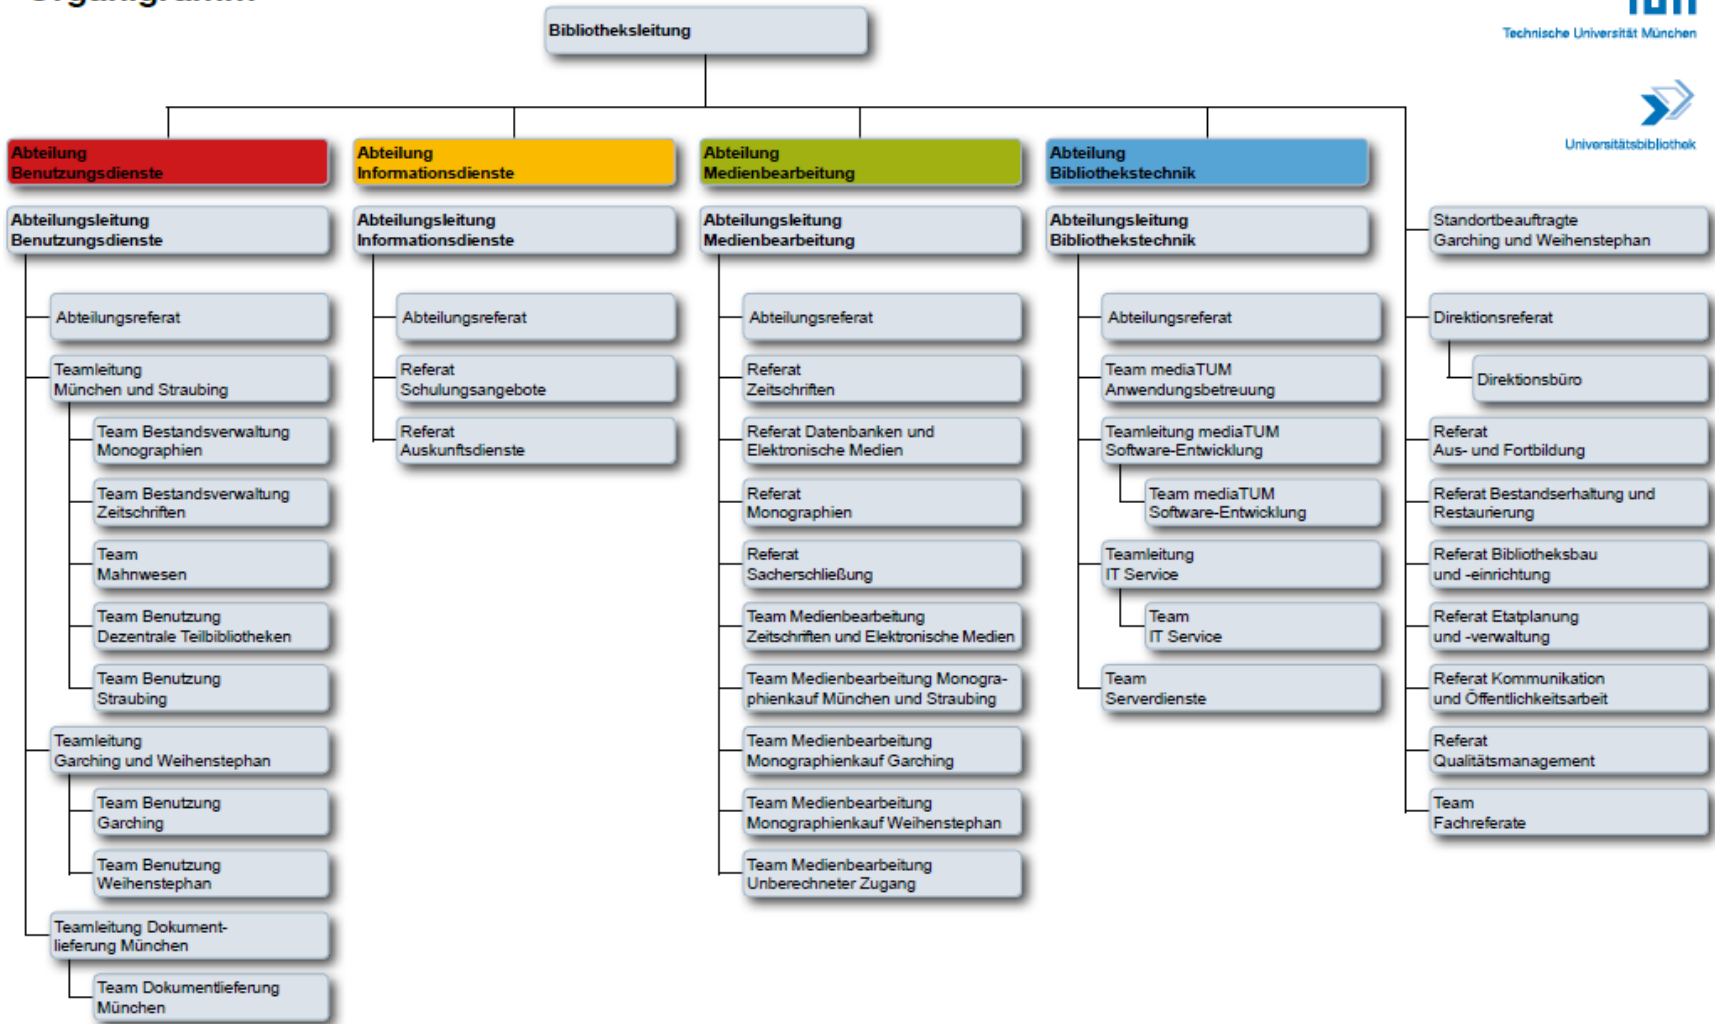 Bibliotheksleitung
Technische Universität München
Universitätsbibliothek
Abteilung
Benutzungsdienste
Abteilungsleitung
Benutzungsdienste
Abteilungsreferat
Teamleitung
München und Straubing
Team Bestandsverwaltung
Monographien
Team Bestandsverwaltung
Zeitschriften
Team
Mahnwesen
Team Benutzung
Dezentrale Teilbibliotheken
Team Benutzung
Straubing
Teamleitung
Garching und Weihenstephan
Team Benutzung
Garching
Team Benutzung
Weihenstephan
Teamleitung Dokument-
lieferung München
Team Dokumentlieferung
München
Abteilung
Informationsdienste
Abteilungsleitung
Informationsdienste
Abteilungsreferat
Referat
Schulungsangebote
Referat
Auskunftsdienste
Abteilung
Medienbearbeitung
Abteilungsleitung
Medienbearbeitung
Abteilungsreferat
Referat
Zeitschriften
Referat Datenbanken und
Elektronische Medien
Referat
Monographien
Referat
Sacherschließung
Team Medienbearbeitung
Zeitschriften und Elektronische Medien
Team Medienbearbeitung Monogra-
phienkauf München und Straubing
Team Medienbearbeitung
Monographienkauf Garching
Team Medienbearbeitung
Monographienkauf Weihenstephan
Team Medienbearbeitung
Unberechneter Zugang
Abteilung
Bibliothekstechnik
Abteilungsleitung
Bibliothekstechnik
Abteilungsreferat
Team mediaTUM
Anwendungsbetreuung
Teamleitung mediaTUM
Software-Entwicklung
Team mediaTUM
Software-Entwicklung
Teamleitung
IT Service
Team
IT Service
Team
Serverdienste
Standortbeauftragte
Garching und Weihenstephan
Direktionsreferat
Direktionsbüro
Referat
Aus- und Fortbildung
Referat Bestandserhaltung und
Restaurierung
Referat Bibliotheksbau
und -einrichtung
Referat Etatplanung
und -verwaltung
Referat Kommunikation
und Öffentlichkeitsarbeit
Referat
Qualitätsmanagement
Team
Fachreferate